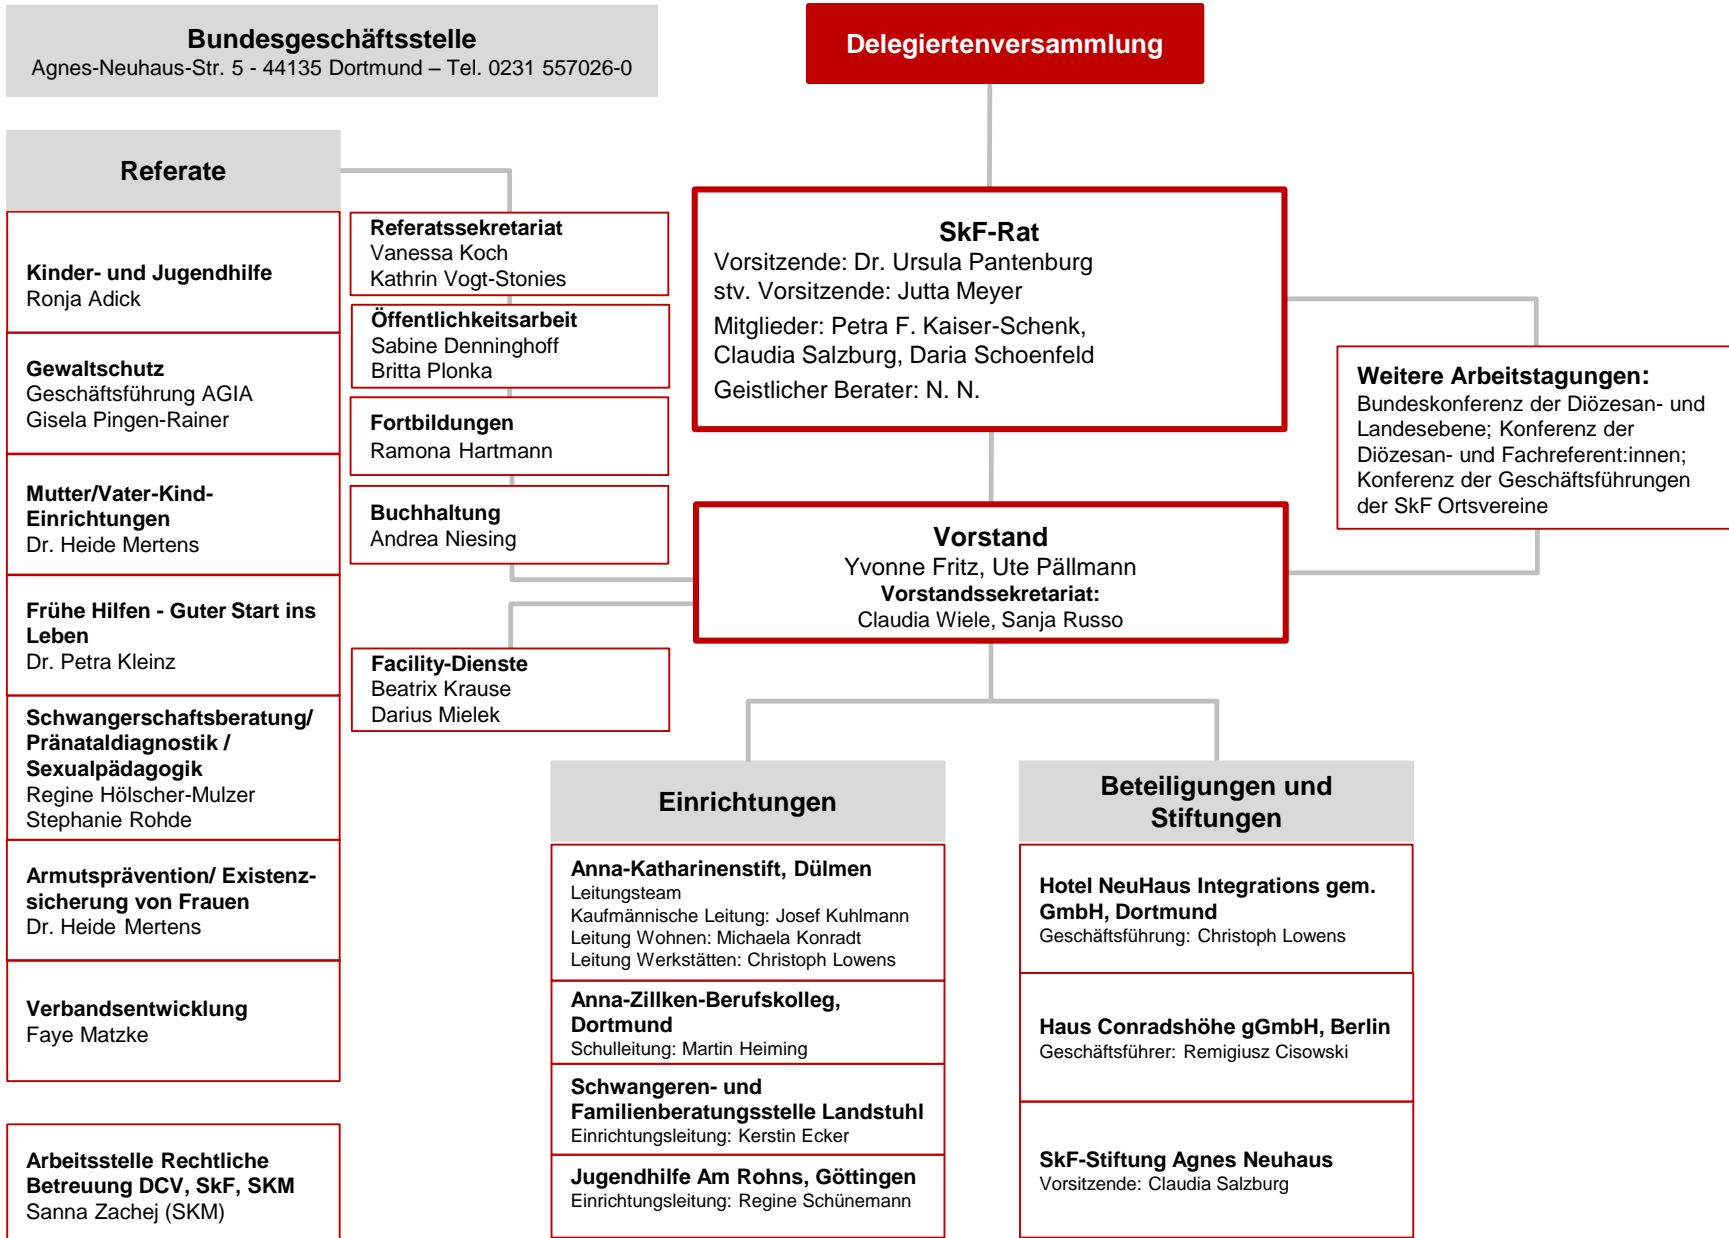 Bundesgeschäftsstelle
Agnes-Neuhaus-Str. 5 - 44135 Dortmund – Tel. 0231 557026-0
Delegiertenversammlung
Referate
Kinder- und Jugendhilfe
Ronja Adick
Gewaltschutz
Geschäftsführung AGIA
Gisela Pingen-Rainer
Mutter/Vater-Kind-
Einrichtungen
Dr. Heide Mertens
Frühe Hilfen - Guter Start ins
Leben
Dr. Petra Kleinz
Schwangerschaftsberatung/
Pränataldiagnostik /
Sexualpädagogik
Regine Hölscher-Mulzer
Stephanie Rohde
Armutsprävention/ Existenz-
sicherung von Frauen
Dr. Heide Mertens
Verbandsentwicklung
Faye Matzke
Arbeitsstelle Rechtliche
Betreuung DCV, SkF, SKM
Sanna Zachej (SKM)
Referatssekretariat
Vanessa Koch
Kathrin Vogt-Stonies
Öffentlichkeitsarbeit
Sabine Denninghoff
Britta Plonka
Fortbildungen
Ramona Hartmann
Buchhaltung
Andrea Niesing
Facility-Dienste
Beatrix Krause
Darius Mielek
SkF-Rat
Vorsitzende: Dr. Ursula Pantenburg
stv. Vorsitzende: Jutta Meyer
Mitglieder: Petra F. Kaiser-Schenk,
Claudia Salzburg, Daria Schoenfeld
Geistlicher Berater: N. N.
Weitere Arbeitstagungen:
Bundeskonferenz der Diözesan- und
Landesebene; Konferenz der
Diözesan- und Fachreferent:innen;
Konferenz der Geschäftsführungen
der SkF Ortsvereine
Vorstand
Yvonne Fritz, Ute Pällmann
Vorstandssekretariat:
Claudia Wiele, Sanja Russo
Einrichtungen
Anna-Katharinenstift, Dülmen
Leitungsteam
Kaufmännische Leitung: Josef Kuhlmann
Leitung Wohnen: Michaela Konradt
Leitung Werkstätten: Christoph Lowens
Anna-Zillken-Berufskolleg,
Dortmund
Schulleitung: Martin Heiming
Schwangeren- und
Familienberatungsstelle Landstuhl
Einrichtungsleitung: Kerstin Ecker
Jugendhilfe Am Rohns, Göttingen
Einrichtungsleitung: Regine Schünemann
Beteiligungen und
Stiftungen
Hotel NeuHaus Integrations gem.
GmbH, Dortmund
Geschäftsführung: Christoph Lowens
Haus Conradshöhe gGmbH, Berlin
Geschäftsführer: Remigiusz Cisowski
SkF-Stiftung Agnes Neuhaus
Vorsitzende: Claudia Salzburg